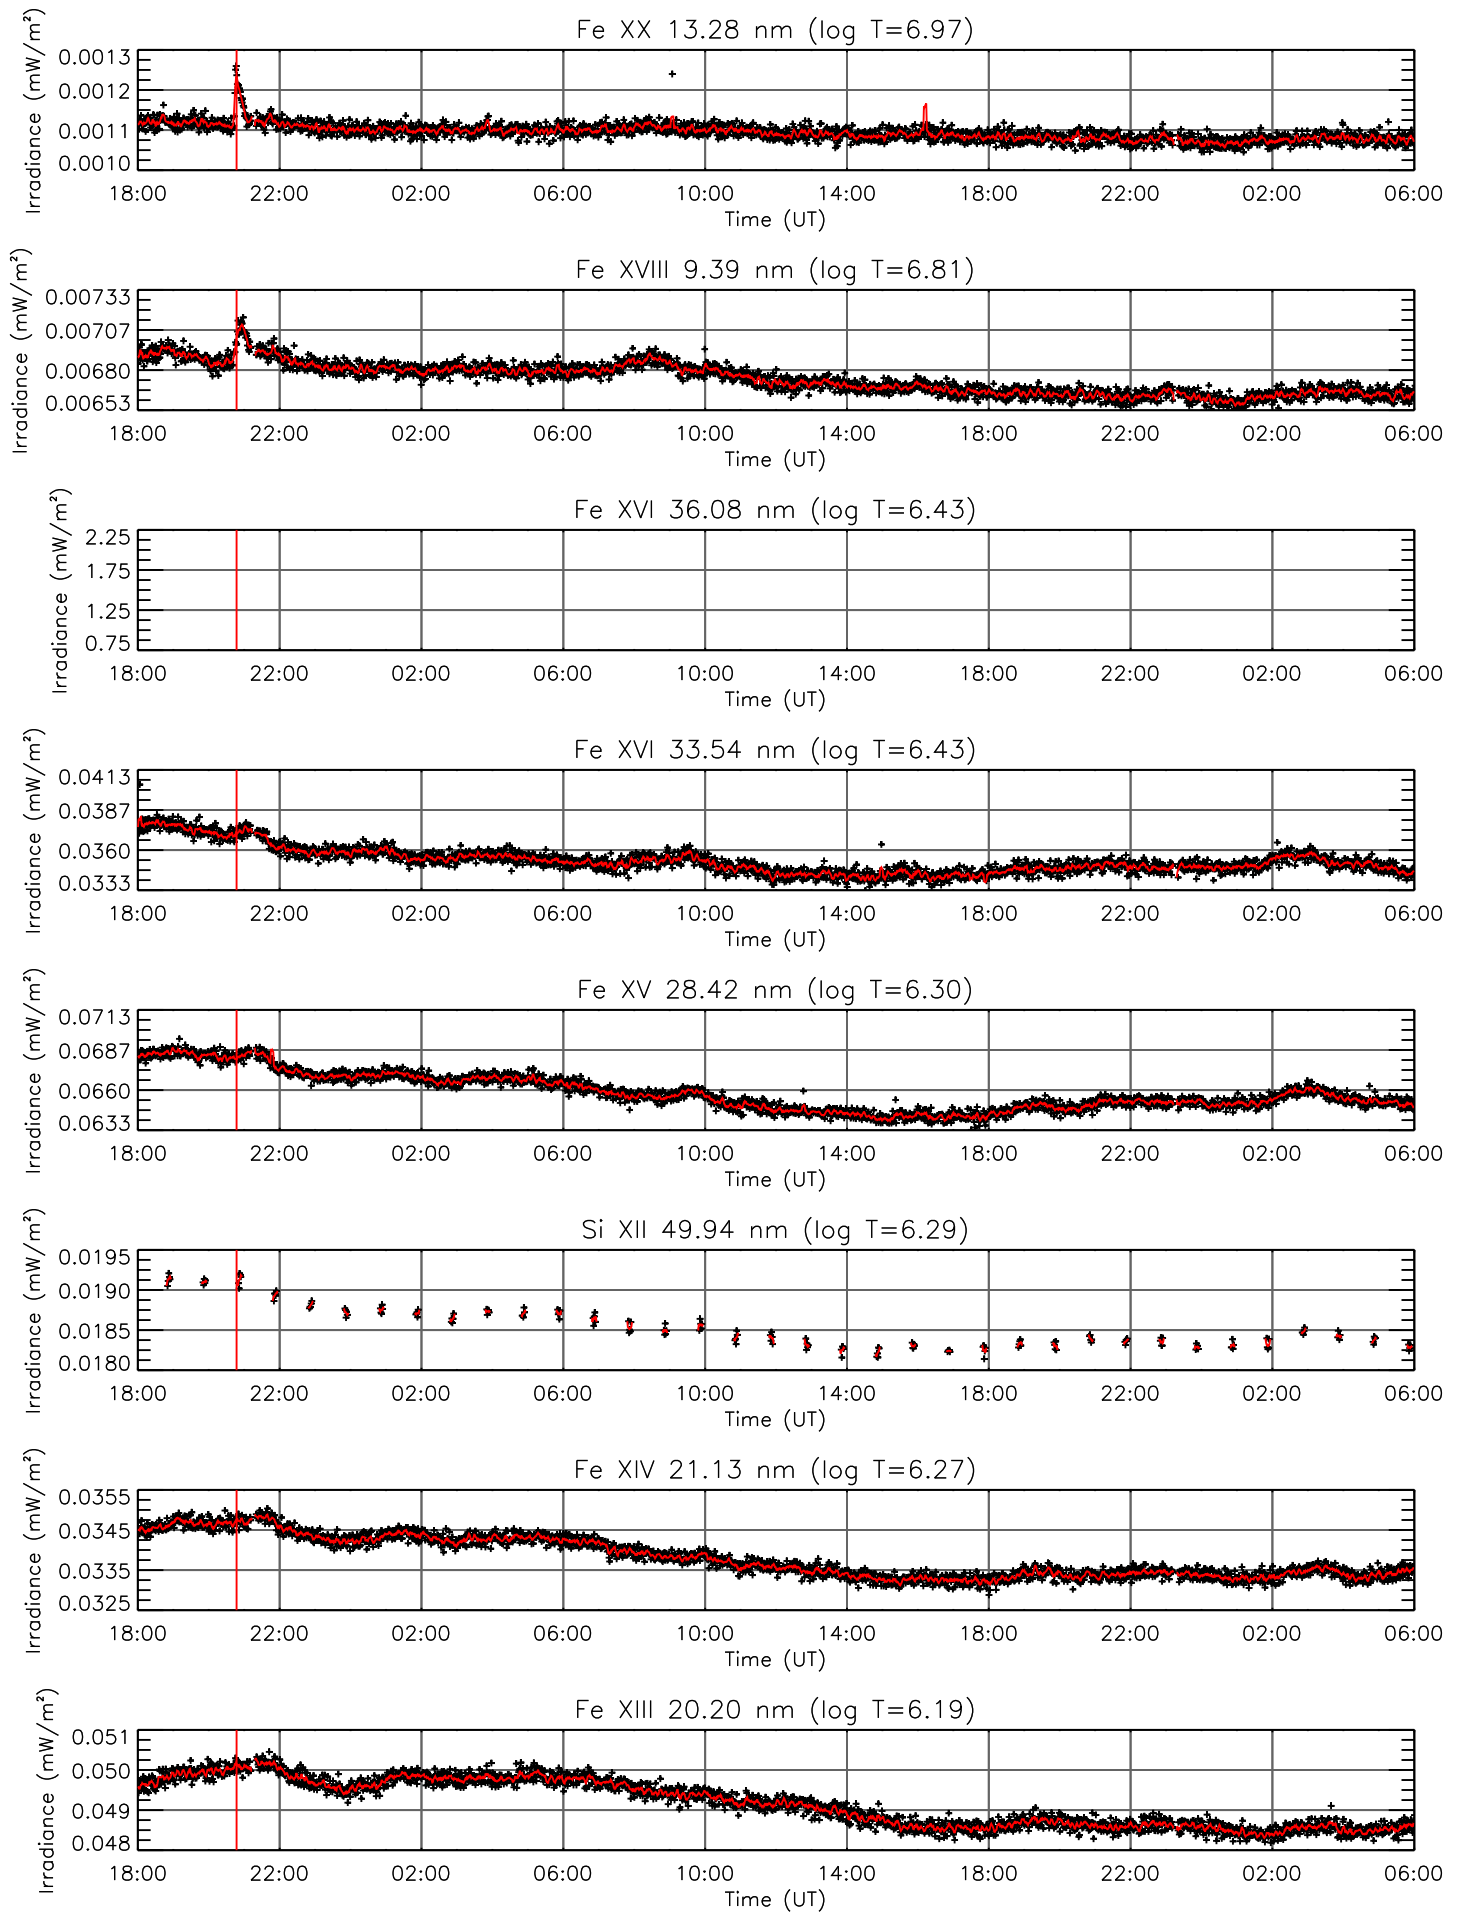 Fe XX 13.28 nm (log T=6.97)
Irradiance (mW/m²)
0.0013
0.0012
0.0011
0.0010
18:00 22:00 02:00 06:00 10:00 14:00 18:00 22:00 02:00 06:00
Time (UT)
Fe XVIII 9.39 nm (log T=6.81)
Irradiance (mW/m²)
0.00733
0.00707
0.00680
0.00653
18:00 22:00 02:00 06:00 10:00 14:00 18:00 22:00 02:00 06:00
Time (UT)
Fe XVI 36.08 nm (log T=6.43)
Irradiance (mW/m²)
2.25
1.75
1.25
0.75
18:00 22:00 02:00 06:00 10:00 14:00 18:00 22:00 02:00 06:00
Time (UT)
Fe XVI 33.54 nm (log T=6.43)
Irradiance (mW/m²)
0.0413
0.0387
0.0360
0.0333
18:00 22:00 02:00 06:00 10:00 14:00 18:00 22:00 02:00 06:00
Time (UT)
Fe XV 28.42 nm (log T=6.30)
Irradiance (mW/m²)
0.0713
0.0687
0.0660
0.0633
18:00 22:00 02:00 06:00 10:00 14:00 18:00 22:00 02:00 06:00
Time (UT)
Si XII 49.94 nm (log T=6.29)
Irradiance (mW/m²)
0.0195
0.0190
0.0185
0.0180
18:00 22:00 02:00 06:00 10:00 14:00 18:00 22:00 02:00 06:00
Time (UT)
Fe XIV 21.13 nm (log T=6.27)
Irradiance (mW/m²)
0.0355
0.0345
0.0335
0.0325
18:00 22:00 02:00 06:00 10:00 14:00 18:00 22:00 02:00 06:00
Time (UT)
Fe XIII 20.20 nm (log T=6.19)
Irradiance (mW/m²)
0.051
0.050
0.049
0.048
18:00 22:00 02:00 06:00 10:00 14:00 18:00 22:00 02:00 06:00
Time (UT)